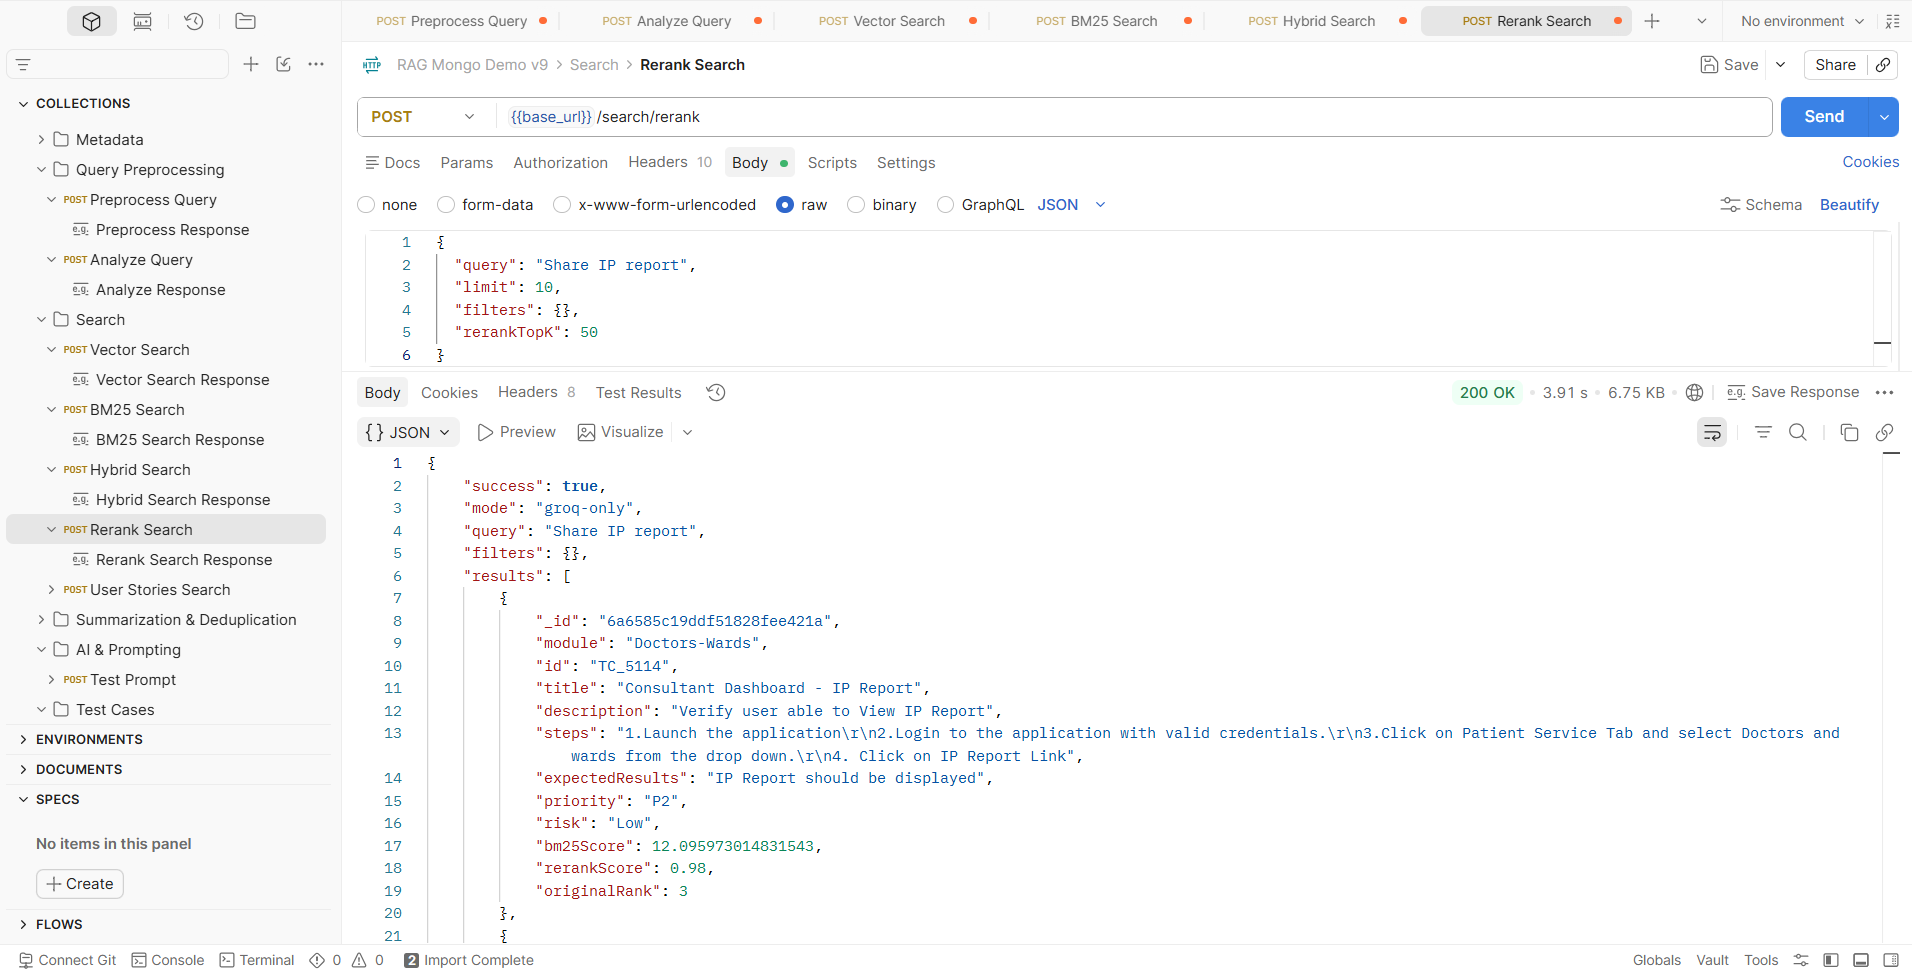 POST Preprocess Query
POST Analyze Query
POST Vector Search
POST BM25 Search
POST Hybrid Search
POST Rerank Search
No environment
HTTP RAG Mongo Demo v9 > Search > Rerank Search
Save
Share
COLLECTIONS
Metadata
Query Preprocessing
POST Preprocess Query
e.g. Preprocess Response
POST Analyze Query
e.g. Analyze Response
Search
POST Vector Search
e.g. Vector Search Response
POST BM25 Search
e.g. BM25 Search Response
POST Hybrid Search
e.g. Hybrid Search Response
POST Rerank Search
e.g. Rerank Search Response
POST User Stories Search
Summarization & Deduplication
AI & Prompting
POST Test Prompt
Test Cases
ENVIRONMENTS
DOCUMENTS
SPECS
No items in this panel
Create
FLOWS
POST {{base_url}} /search/rerank
Send
Docs Params Authorization Headers 10 Body Scripts Settings
Cookies
none form-data x-www-form-urlencoded raw binary GraphQL JSON
Schema Beautify
1 {
2 "query": "Share IP report",
3 "limit": 10,
4 "filters": {},
5 "rerankTopK": 50
6 }
Body Cookies Headers 8 Test Results
200 OK • 3.91 s • 6.75 KB •
e.g. Save Response
{} JSON Preview Visualize
1 {
2 "success": true,
3 "mode": "groq-only",
4 "query": "Share IP report",
5 "filters": {},
6 "results": [
7 {
8 "_id": "6a6585c19ddf51828fee421a",
9 "module": "Doctors-Wards",
10 "id": "TC_5114",
11 "title": "Consultant Dashboard - IP Report",
12 "description": "Verify user able to View IP Report",
13 "steps": "1.Launch the application\r\n2.Login to the application with valid credentials.\r\n3.Click on Patient Service Tab and select Doctors and
wards from the drop down.\r\n4. Click on IP Report Link",
14 "expectedResults": "IP Report should be displayed",
15 "priority": "P2",
16 "risk": "Low",
17 "bm25Score": 12.095973014831543,
18 "rerankScore": 0.98,
19 "originalRank": 3
20 },
21 {
Connect Git Console Terminal 0 0 2 Import Complete
Globals Vault Tools